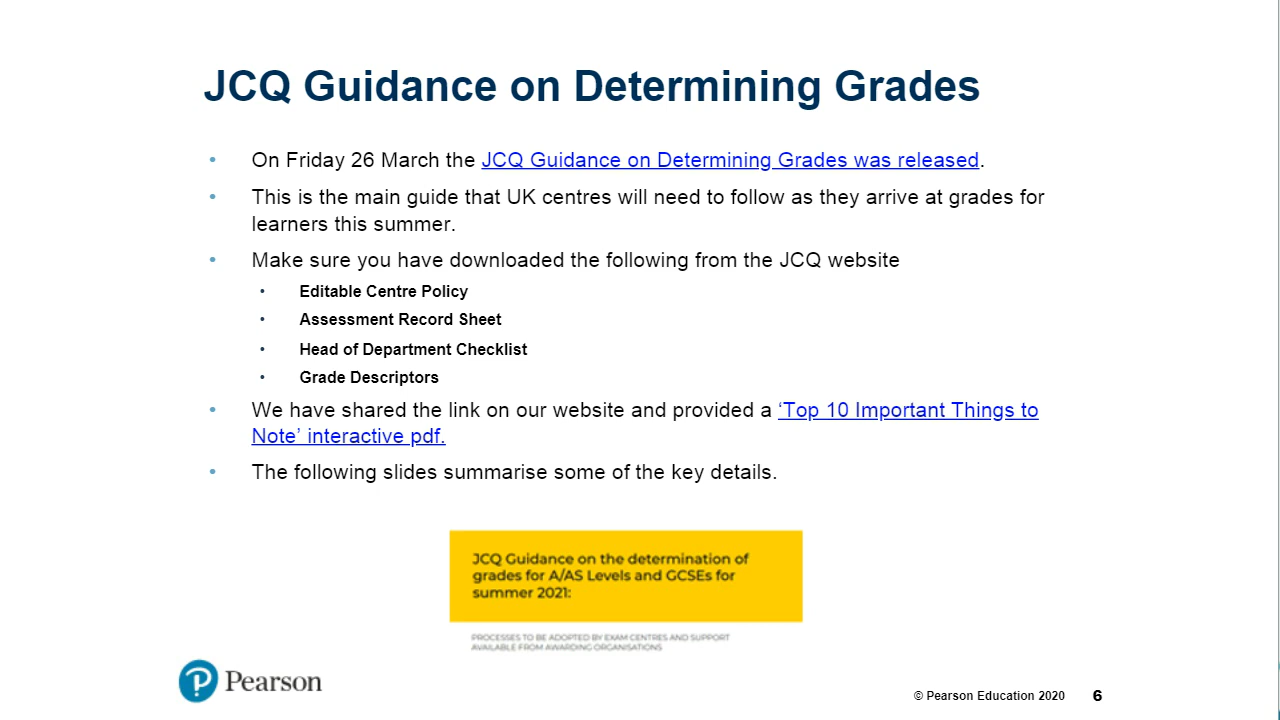 JCQ Guidance on Determining Grades
• On Friday 26 March the JCQ Guidance on Determining Grades was released.
• This is the main guide that UK centres will need to follow as they arrive at grades for
learners this summer.
• Make sure you have downloaded the following from the JCQ website
• Editable Centre Policy
• Assessment Record Sheet
• Head of Department Checklist
• Grade Descriptors
• We have shared the link on our website and provided a ‘Top 10 Important Things to
Note’ interactive pdf.
• The following slides summarise some of the key details.
JCQ Guidance on the determination of
grades for A/AS Levels and GCSEs for
summer 2021:
PROCESSES TO BE ADOPTED BY EXAM CENTRES AND SUPPORT
AVAILABLE FROM AWARDING ORGANISATIONS
Pearson
© Pearson Education 2020 6